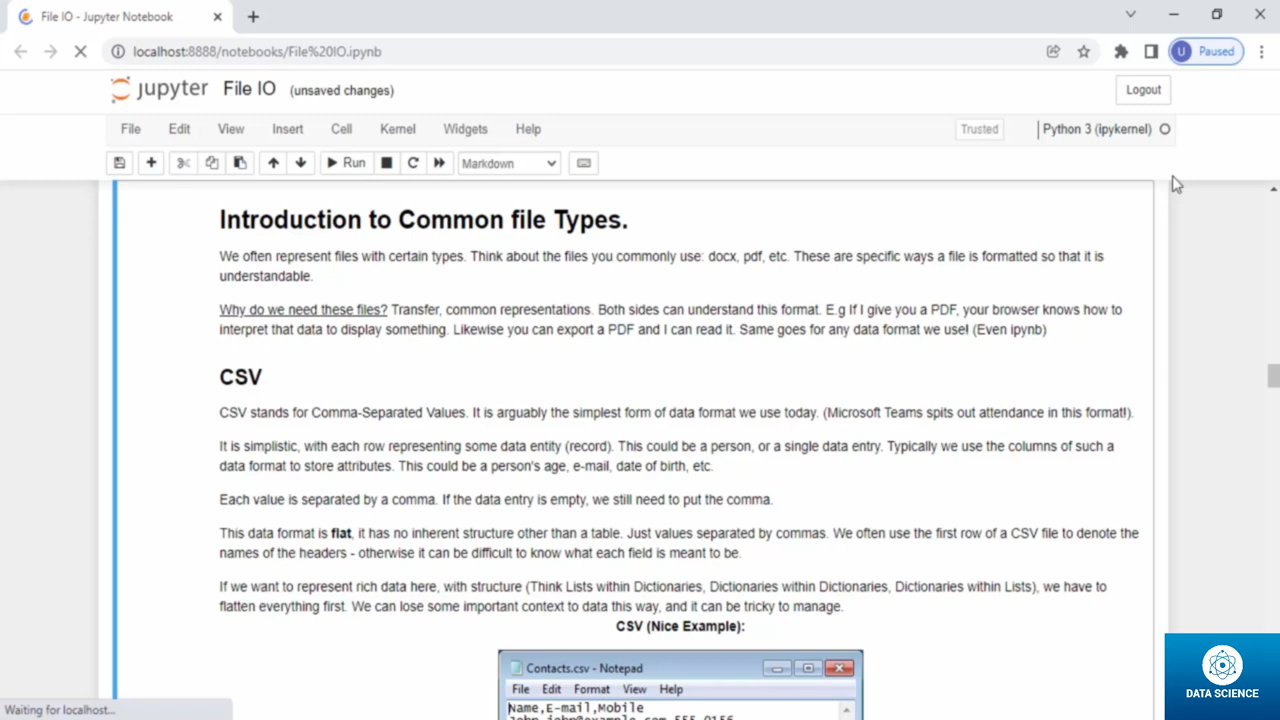 File IO - Jupyter Notebook
localhost:8888/notebooks/File%20IO.ipynb
U Paused
jupyter File IO (unsaved changes)
Logout
File Edit View Insert Cell Kernel Widgets Help
Trusted
Python 3 (ipykernel)
Run
Markdown
Introduction to Common file Types.
We often represent files with certain types. Think about the files you commonly use: docx, pdf, etc. These are specific ways a file is formatted so that it is
understandable.
Why do we need these files? Transfer, common representations. Both sides can understand this format. E.g If I give you a PDF, your browser knows how to
interpret that data to display something. Likewise you can export a PDF and I can read it. Same goes for any data format we use! (Even ipynb)
CSV
CSV stands for Comma-Separated Values. It is arguably the simplest form of data format we use today. (Microsoft Teams spits out attendance in this format!).
It is simplistic, with each row representing some data entity (record). This could be a person, or a single data entry. Typically we use the columns of such a
data format to store attributes. This could be a person's age, e-mail, date of birth, etc.
Each value is separated by a comma. If the data entry is empty, we still need to put the comma.
This data format is flat, it has no inherent structure other than a table. Just values separated by commas. We often use the first row of a CSV file to denote the
names of the headers - otherwise it can be difficult to know what each field is meant to be.
If we want to represent rich data here, with structure (Think Lists within Dictionaries, Dictionaries within Dictionaries, Dictionaries within Lists), we have to
flatten everything first. We can lose some important context to data this way, and it can be tricky to manage.
CSV (Nice Example):
Contacts.csv - Notepad
File Edit Format View Help
Name,E-mail,Mobile
DATA SCIENCE
Waiting for localhost...